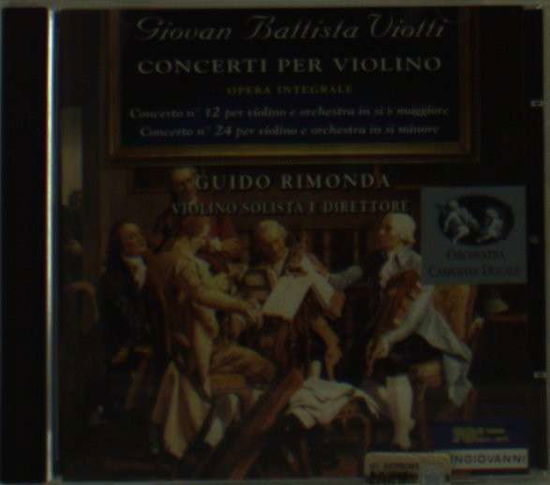 Giovan Battista Viotti
CONCERTI PER VIOLINO
OPERA INTEGRALE
Concerto n° 12 per violino e orchestra in si b maggiore
Concerto n° 24 per violino e orchestra in si minore
GUIDO RIMONDA
VIOLINO SOLISTA E DIRETTORE
ORCHESTRA
CAMERATA DUCALE
NGIOVANNI